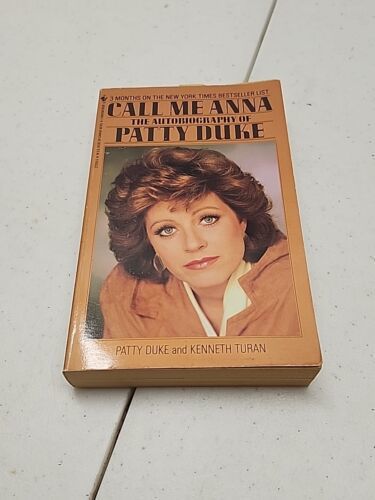 3 MONTHS ON THE NEW YORK TIMES BESTSELLER LIST
CALL ME ANNA
THE AUTOBIOGRAPHY OF
PATTY DUKE
PATTY DUKE and KENNETH TURAN